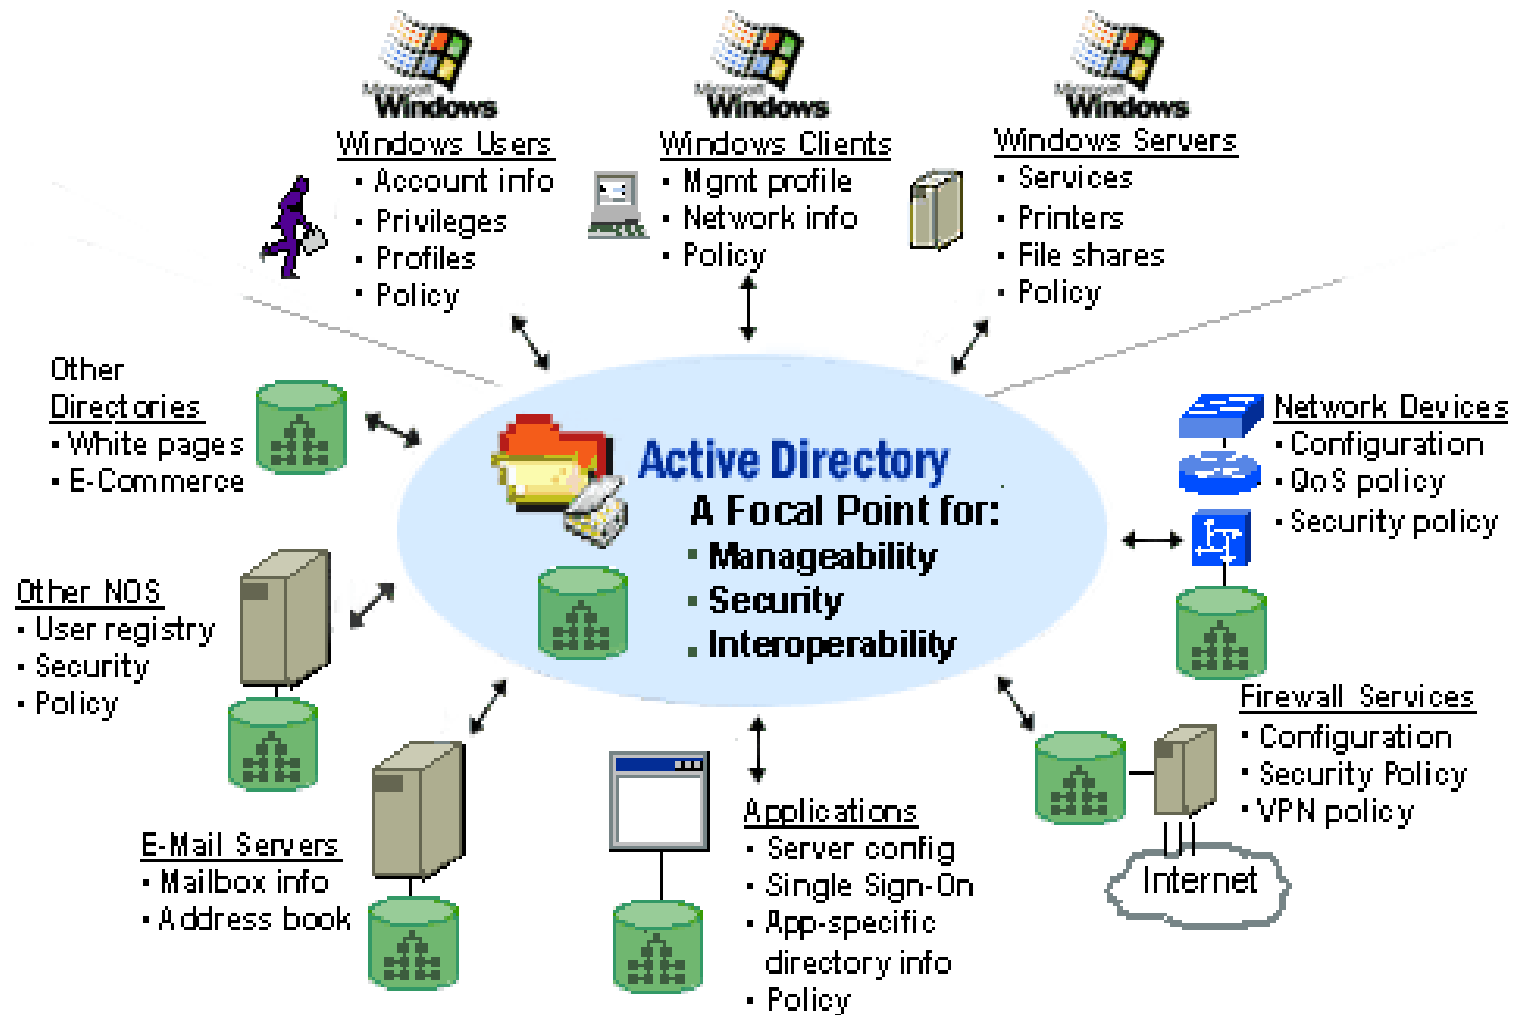 Microsoft
Windows
Microsoft
Windows
Microsoft
Windows
Windows Users
• Account info
• Privileges
• Profiles
• Policy
Windows Clients
• Mgmt profile
• Network info
• Policy
Windows Servers
• Services
• Printers
• File shares
• Policy
Other
Directories
• White pages
• E-Commerce
Active Directory
A Focal Point for:
• Manageability
• Security
• Interoperability
Network Devices
• Configuration
• QoS policy
• Security policy
Other NOS
• User registry
• Security
• Policy
Firewall Services
• Configuration
• Security Policy
• VPN policy
Internet
E-Mail Servers
• Mailbox info
• Address book
Applications
• Server config
• Single Sign-On
• App-specific
directory info
• Policy